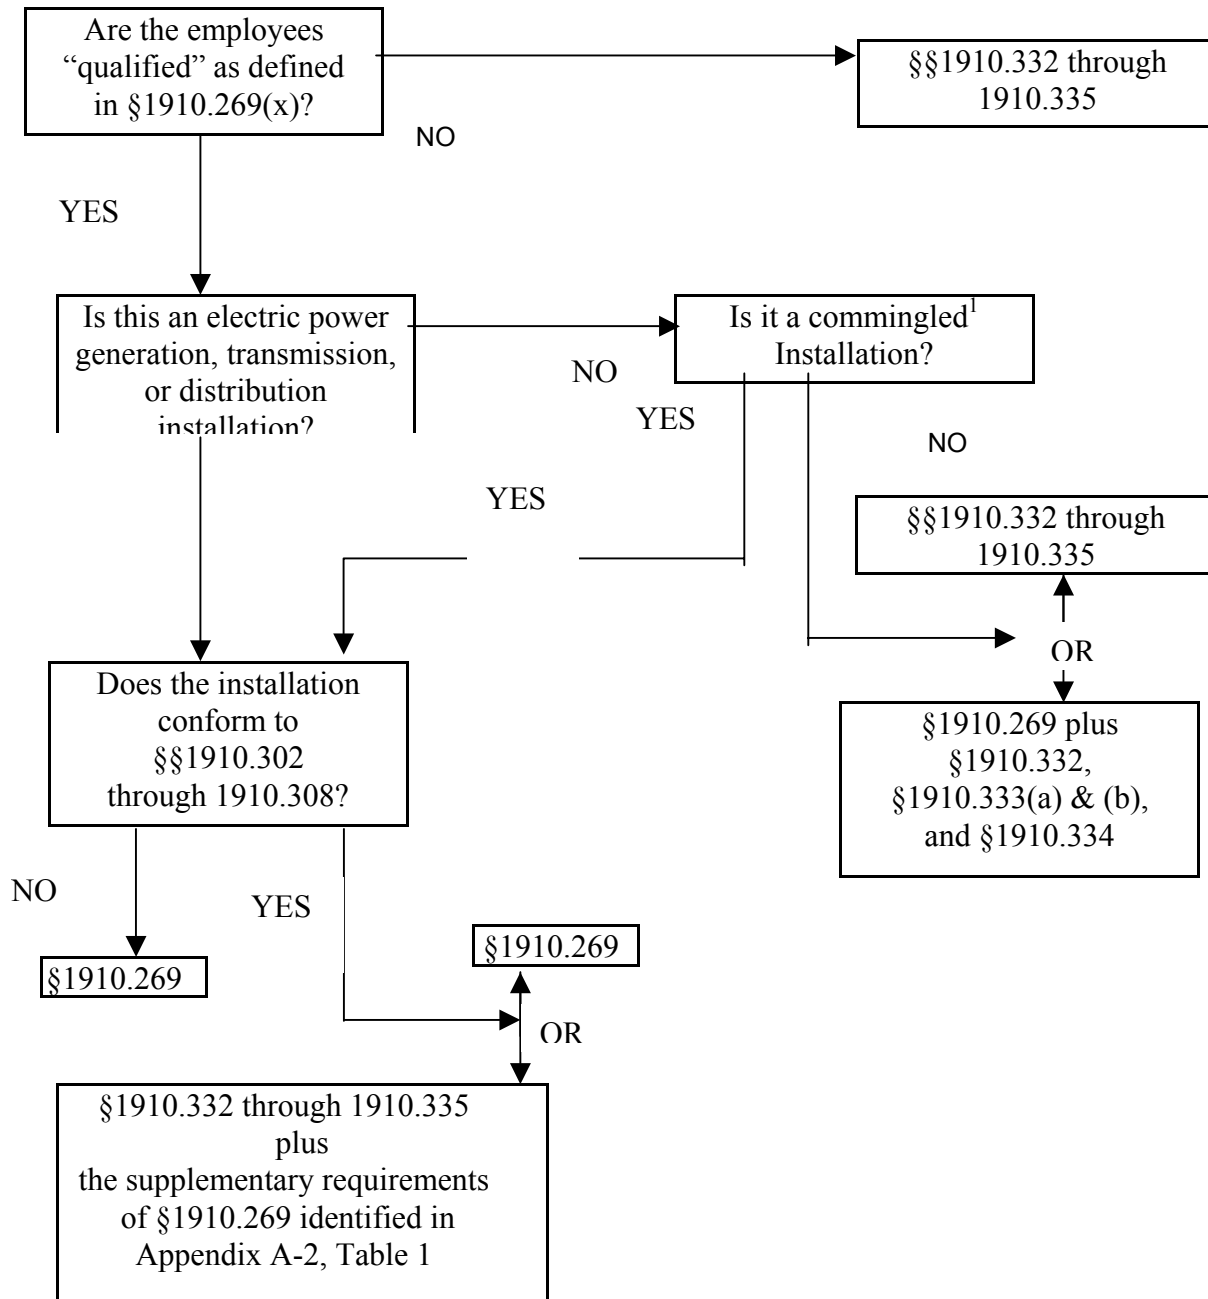 Are the employees
“qualified” as defined
in §1910.269(x)?
§§1910.332 through
1910.335
NO
YES
Is this an electric power
generation, transmission,
or distribution
installation?
Is it a commingled1
Installation?
NO
YES
NO
YES
§§1910.332 through
1910.335
OR
Does the installation
conform to
§§1910.302
through 1910.308?
§1910.269 plus
§1910.332,
§1910.333(a) & (b),
and §1910.334
NO
YES
§1910.269
§1910.269
OR
§1910.332 through 1910.335
plus
the supplementary requirements
of §1910.269 identified in
Appendix A-2, Table 1